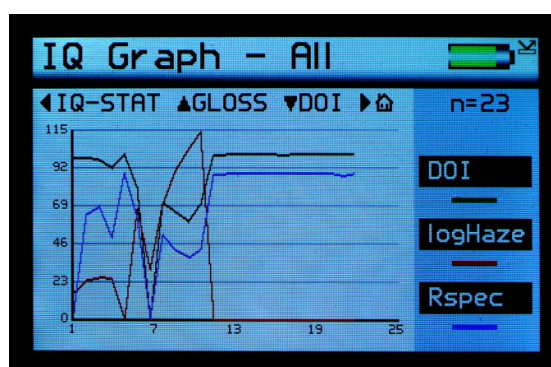 IQ Graph - All
◀IQ-STAT ▲GLOSS ▼DOI ▶ n=23
115
92
69
46
23
0
1 7 13 19 25
DOI
logHaze
Rspec